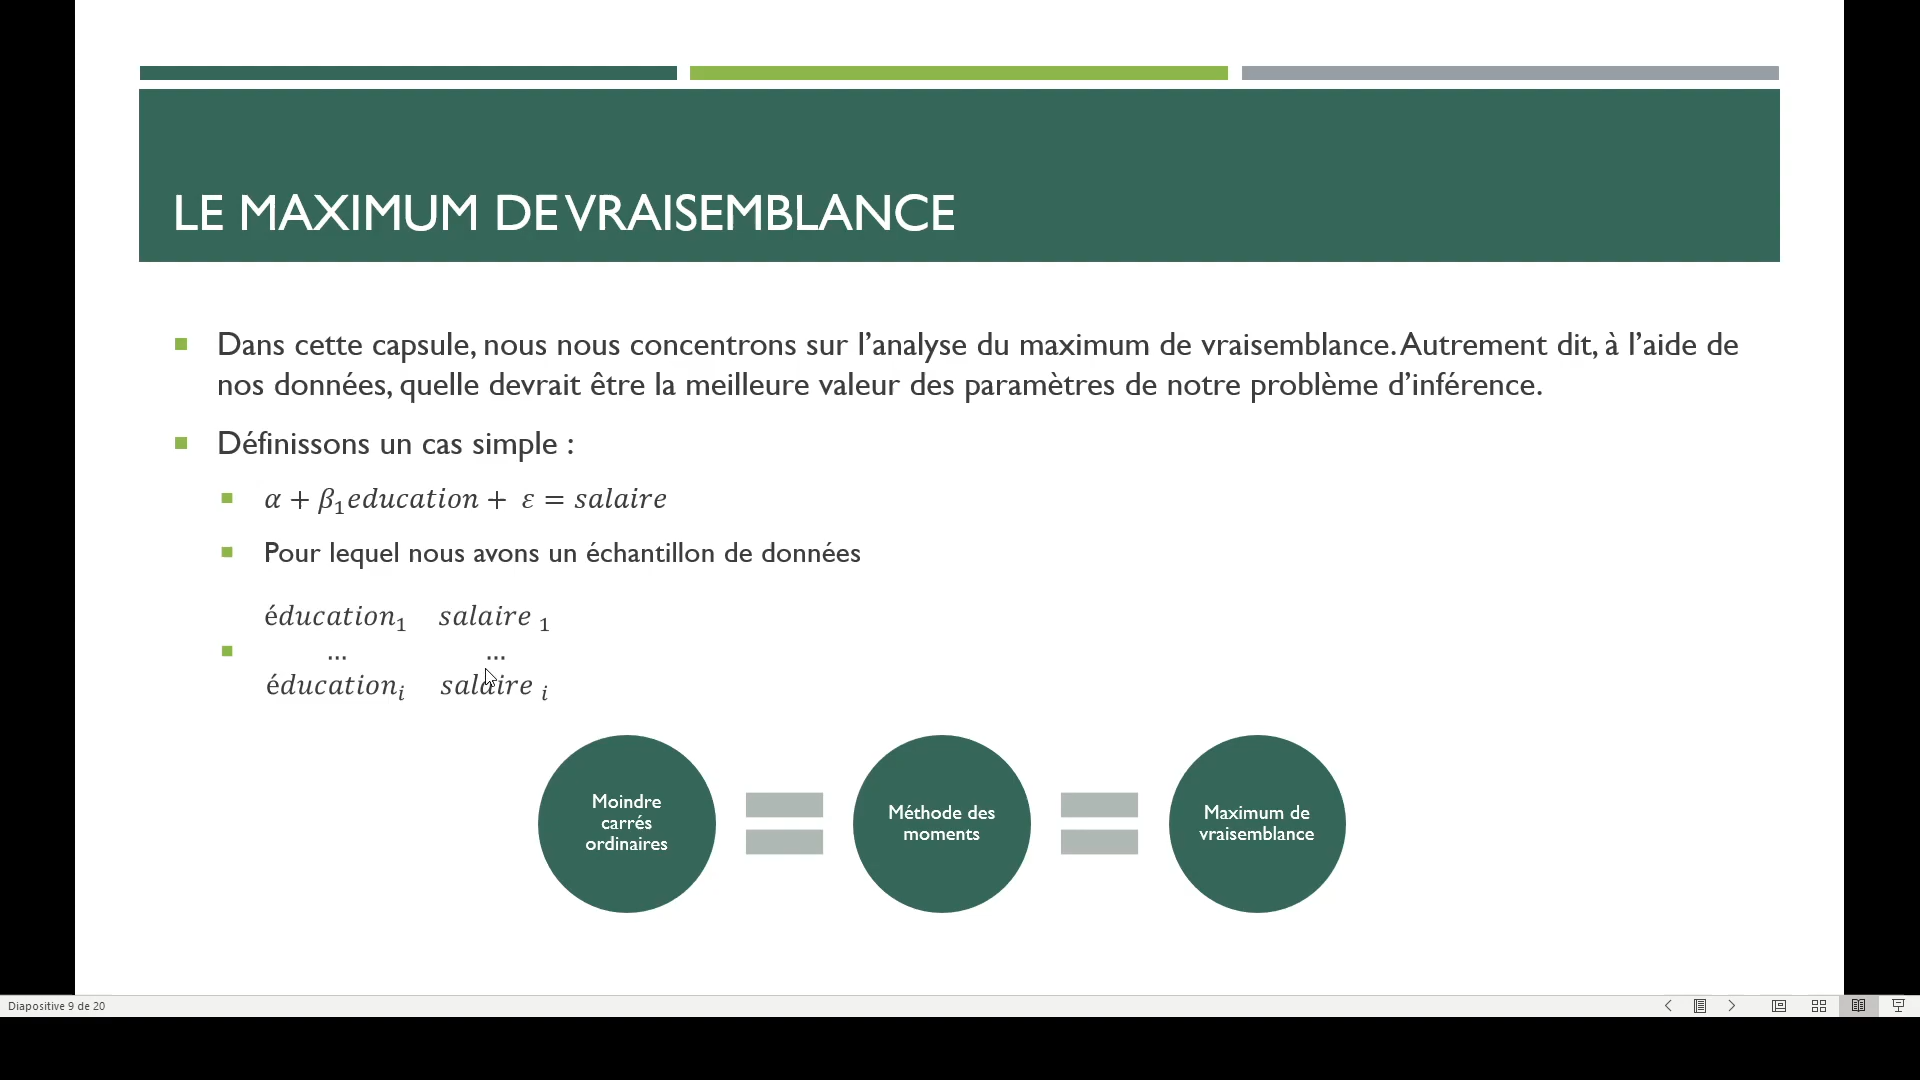 LE MAXIMUM DE VRAISEMBLANCE
Dans cette capsule, nous nous concentrons sur l’analyse du maximum de vraisemblance. Autrement dit, à l’aide de
nos données, quelle devrait être la meilleure valeur des paramètres de notre problème d’inférence.
Définissons un cas simple :
α + β₁education + ε = salaire
Pour lequel nous avons un échantillon de données
éducation₁ salaire ₁
... ...
éducationᵢ salaire ᵢ
Moindre
carrés
ordinaires
Méthode des
moments
Maximum de
vraisemblance
Diapositive 9 de 20